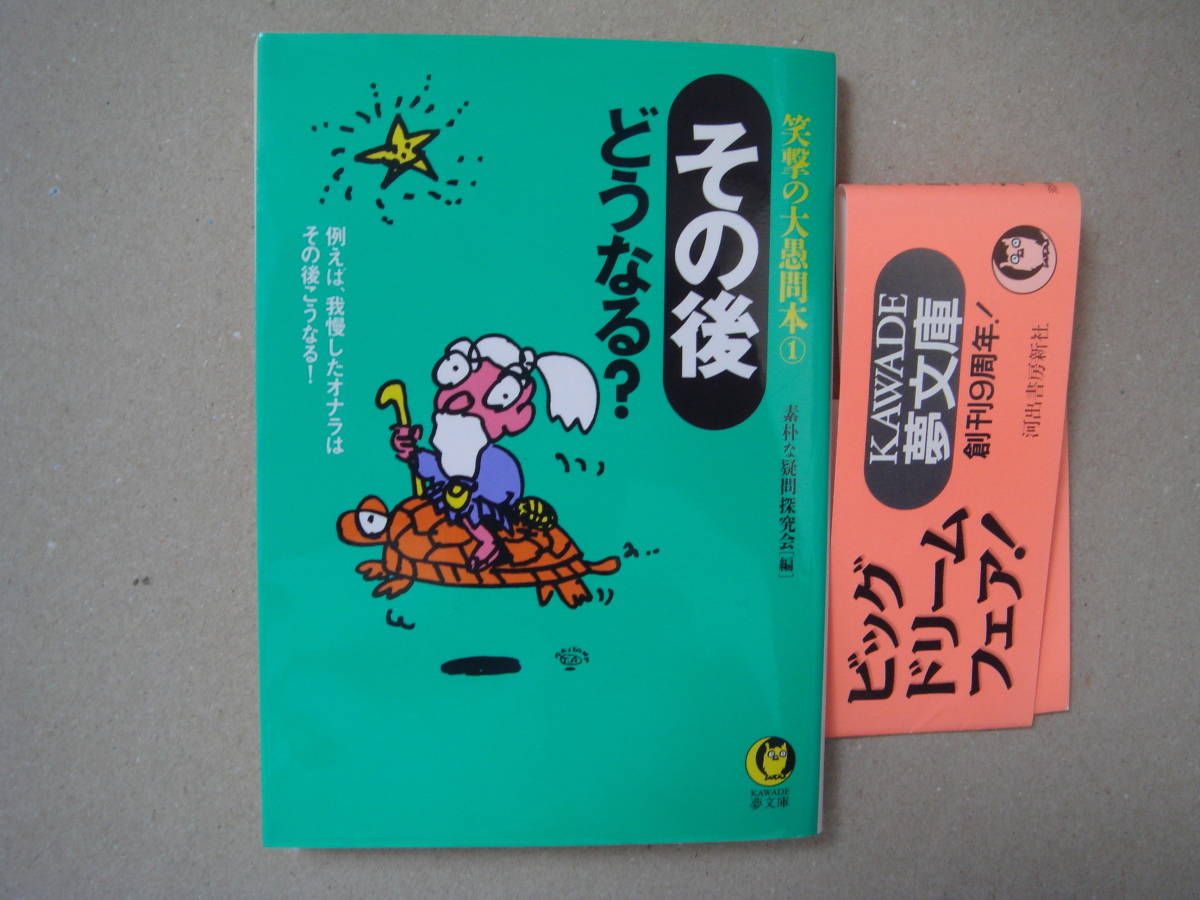 笑撃の大愚問本①
その後
どうなる？
素朴な疑問探究会[編]
例えば、我慢したオナラは
その後こうなる！
KAWADE
夢文庫
KAWADE
夢文庫
創刊9周年！
河出書房新社
ビッグ
ドリーム
フェア！